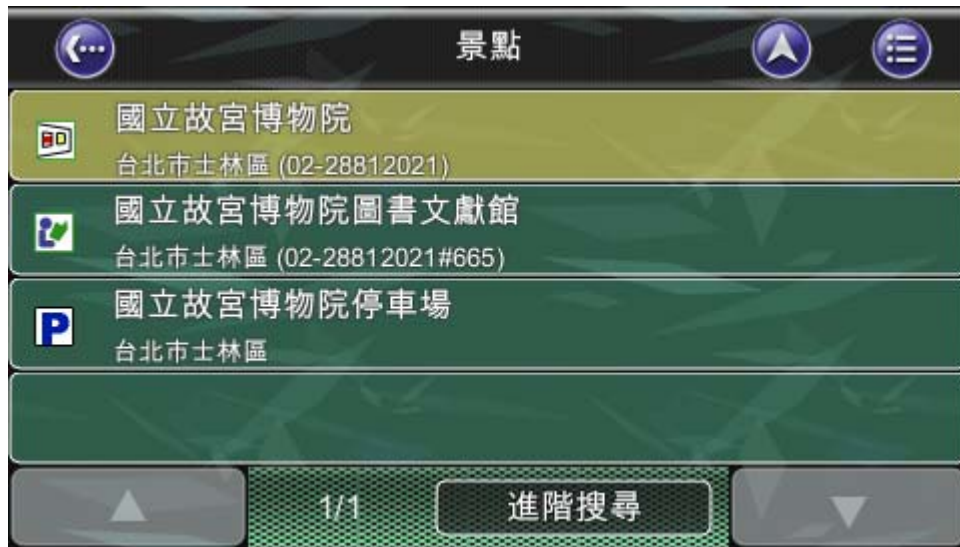 景點
國立故宮博物院
台北市士林區 (02-28812021)
國立故宮博物院圖書文獻館
台北市士林區 (02-28812021#665)
P
國立故宮博物院停車場
台北市士林區
1/1
進階搜尋